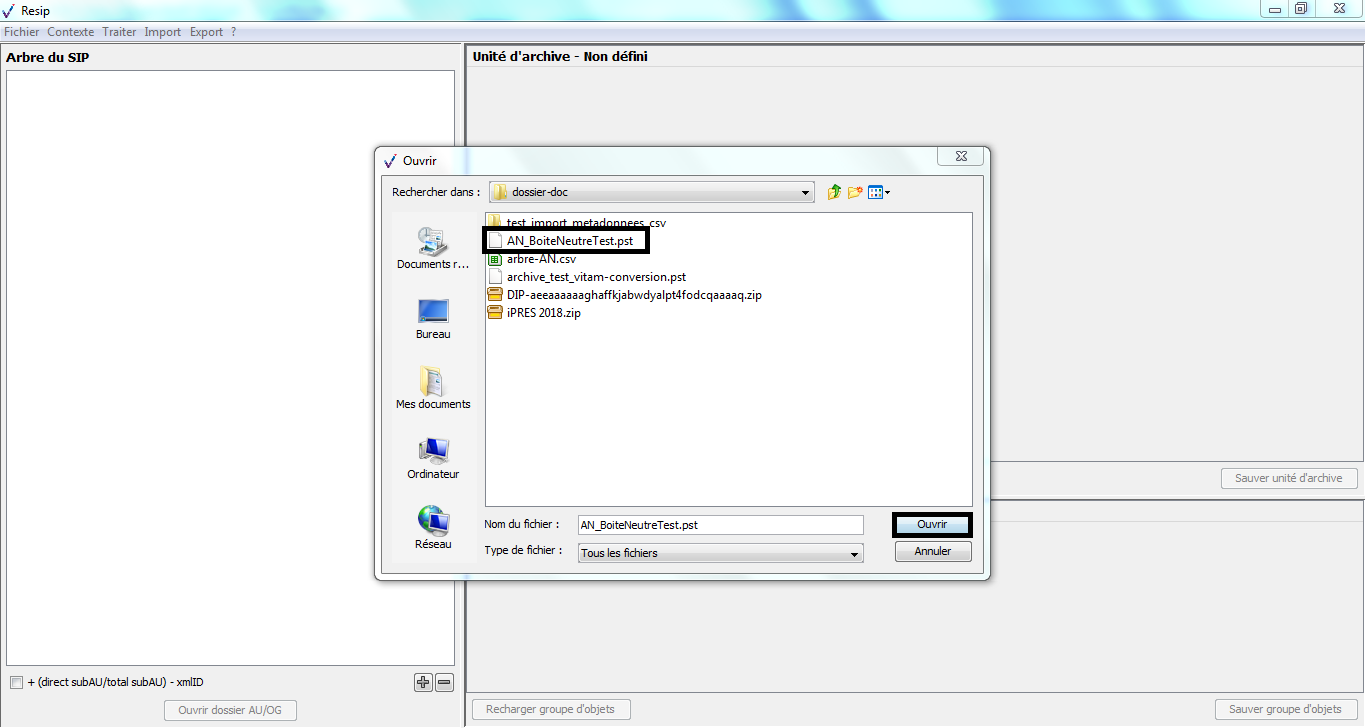 Resip
Fichier Contexte Traiter Import Export ?
Arbre du SIP
Unité d'archive - Non défini
Ouvrir
Rechercher dans :
dossier-doc
Documents r...
Bureau
Mes documents
Ordinateur
Réseau
test_import_metadonnees_csv
AN_BoiteNeutreTest.pst
arbre-AN.csv
archive_test_vitam-conversion.pst
DIP-aeeaaaaaaghaffkjabwdyalpt4fodcqaaaaq.zip
iPRES 2018.zip
Nom du fichier :
AN_BoiteNeutreTest.pst
Ouvrir
Type de fichier :
Tous les fichiers
Annuler
Sauver unité d'archive
+ (direct subAU/total subAU) - xmlID
Ouvrir dossier AU/OG
Recharger groupe d'objets
Sauver groupe d'objets